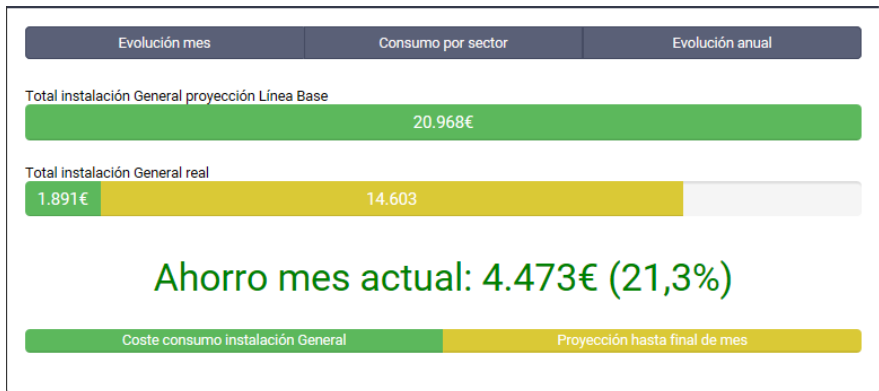 Evolución mes Consumo por sector Evolución anual
Total instalación General proyección Línea Base
20.968€
Total instalación General real
1.891€ 14.603
Ahorro mes actual: 4.473€ (21,3%)
Coste consumo instalación General Proyección hasta final de mes